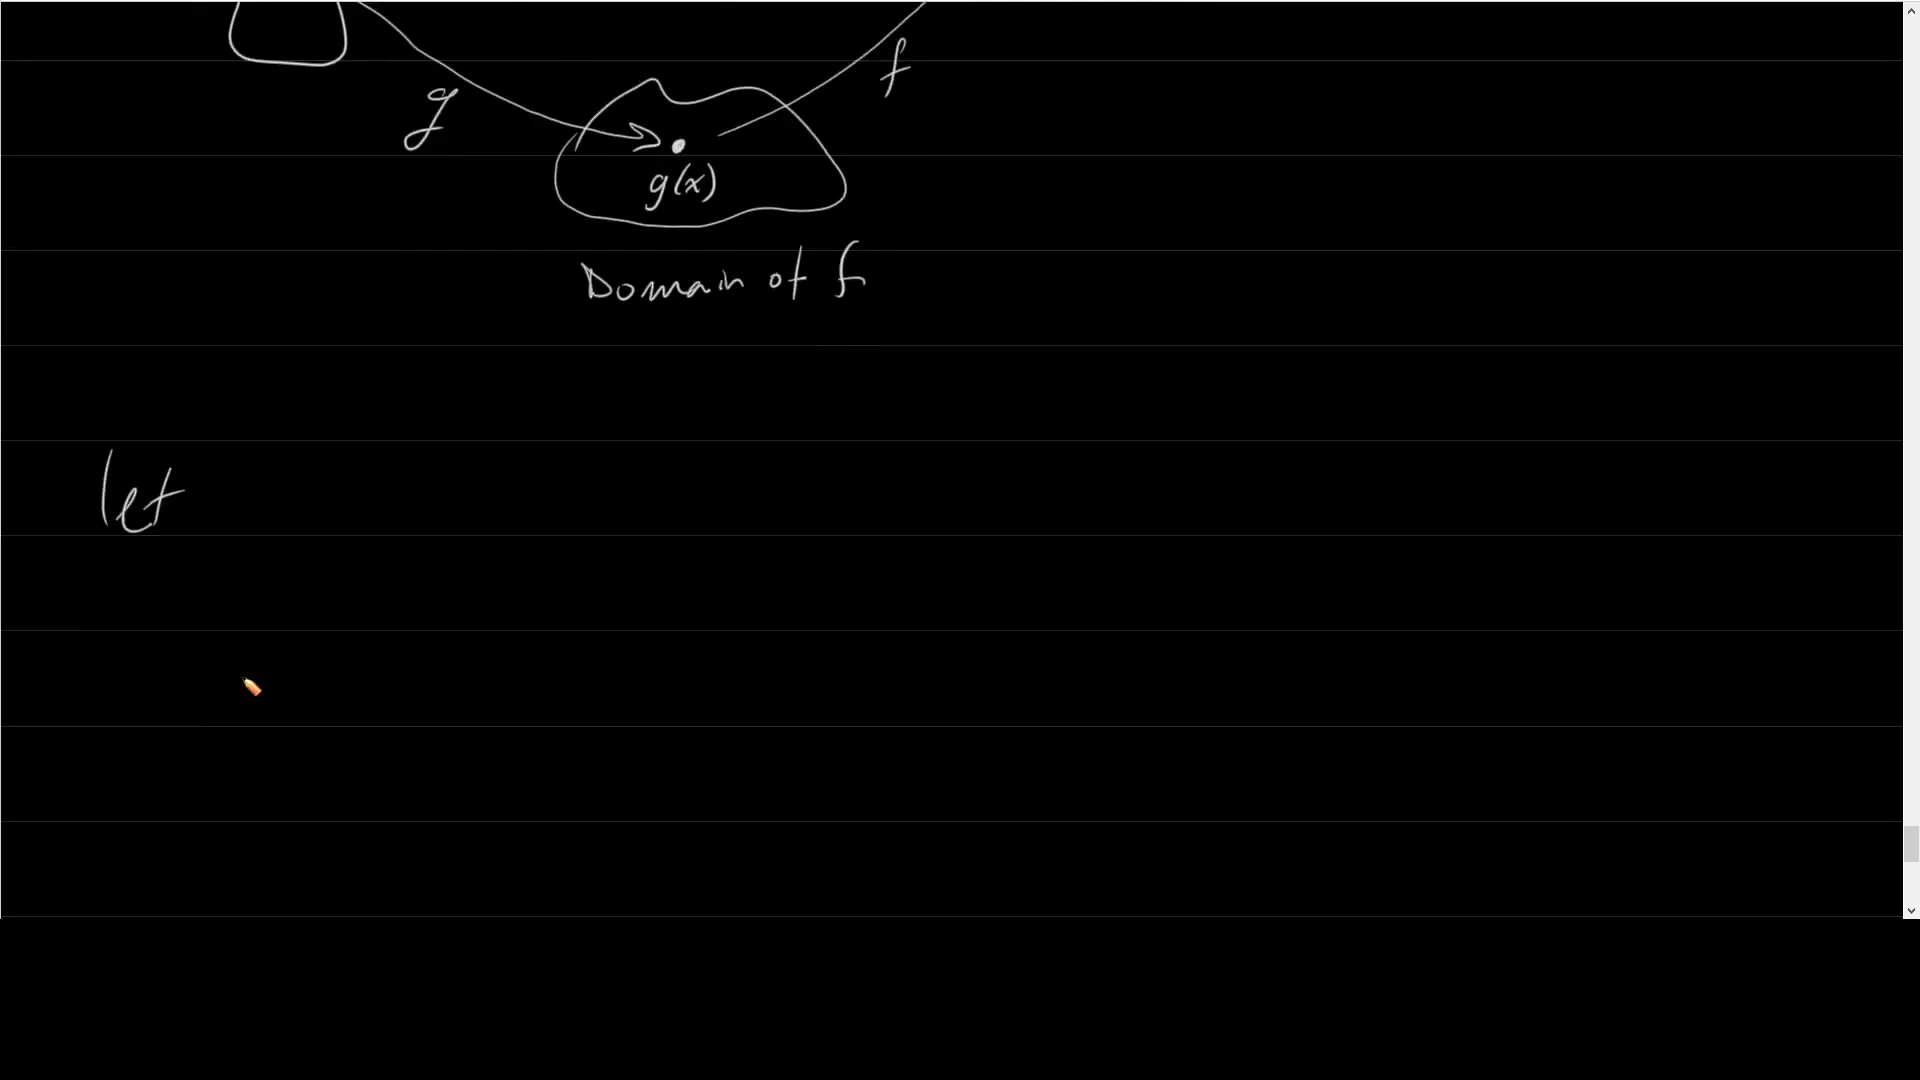 f
g
g(x)
Domain of f
let